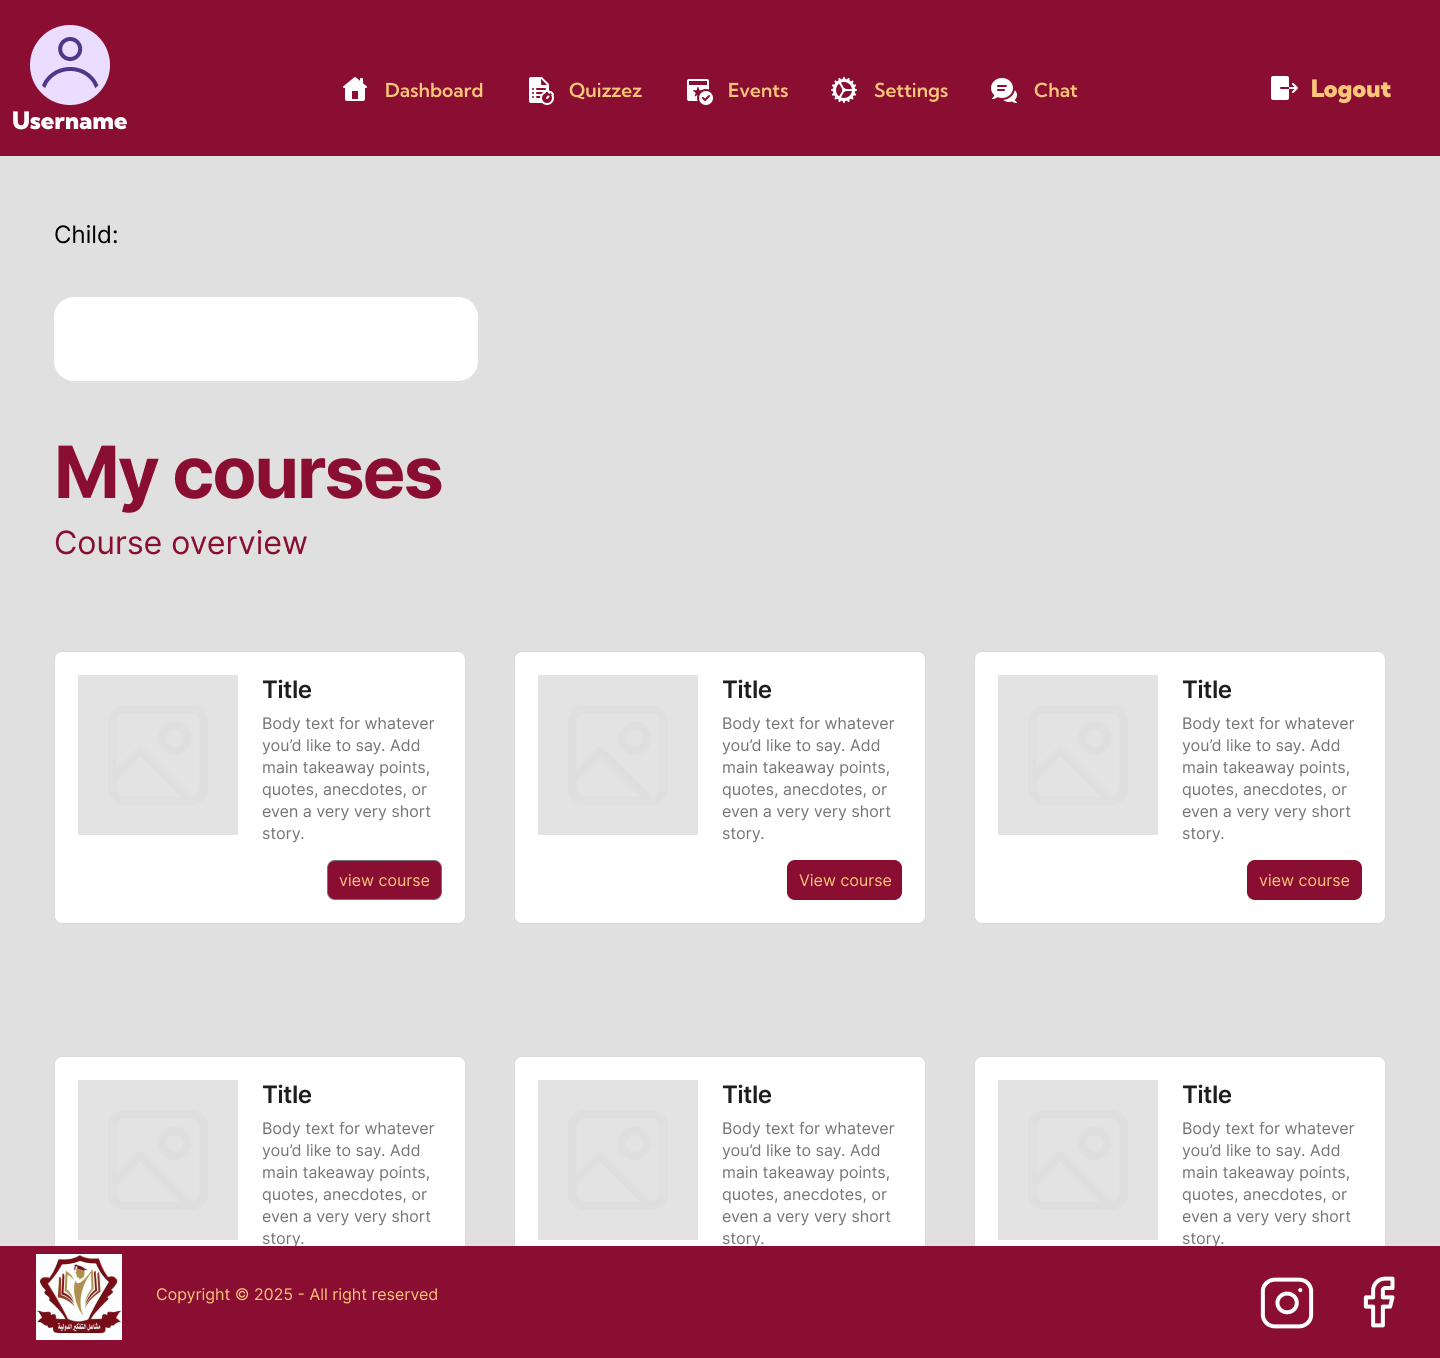 Username
Dashboard
Quizzez
Events
Settings
Chat
Logout
Child:
My courses
Course overview
Title
Body text for whatever
you’d like to say. Add
main takeaway points,
quotes, anecdotes, or
even a very very short
story.
view course
Title
Body text for whatever
you’d like to say. Add
main takeaway points,
quotes, anecdotes, or
even a very very short
story.
View course
Title
Body text for whatever
you’d like to say. Add
main takeaway points,
quotes, anecdotes, or
even a very very short
story.
view course
Title
Body text for whatever
you’d like to say. Add
main takeaway points,
quotes, anecdotes, or
even a very very short
story.
Title
Body text for whatever
you’d like to say. Add
main takeaway points,
quotes, anecdotes, or
even a very very short
story.
Title
Body text for whatever
you’d like to say. Add
main takeaway points,
quotes, anecdotes, or
even a very very short
story.
مشاعل التفكير الدولية
Copyright © 2025 - All right reserved